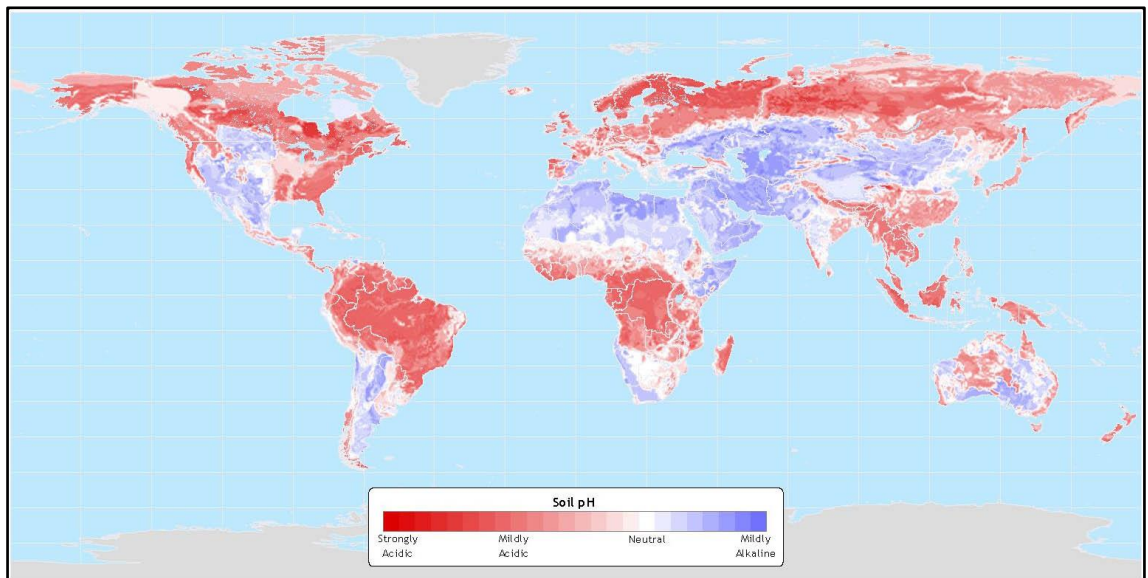 Soil pH
Strongly Acidic
Mildly Acidic
Neutral
Mildly Alkaline